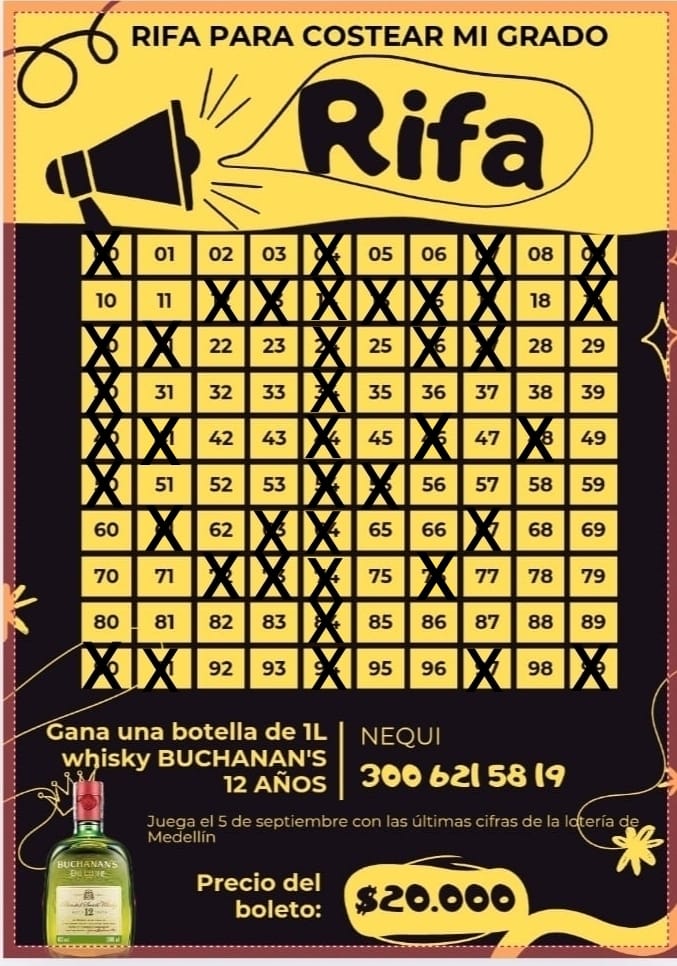 RIFA PARA COSTEAR MI GRADO
Rifa
01 02 03 05 06 08
10 11 18
22 23 25 28 29
31 32 33 35 36 37 38 39
42 43 45 47 49
51 52 53 56 57 58 59
60 62 65 66 68 69
70 71 75 77 78 79
80 81 82 83 85 86 87 88 89
92 93 95 96 98
Gana una botella de 1L
whisky BUCHANAN'S
12 AÑOS
NEQUI
300 621 58 19
Juega el 5 de septiembre con las últimas cifras de la lotería de
Medellín
BUCHANAN'S
DELUXE
12
Precio del
boleto:
$20.000